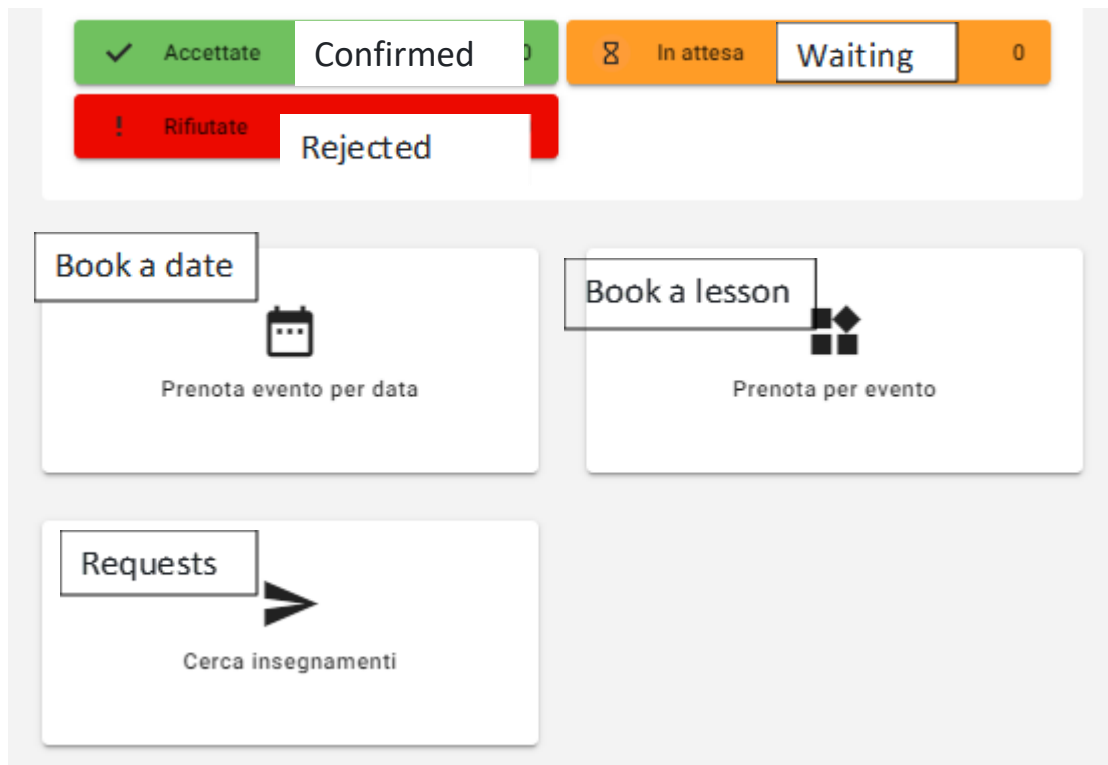 Accettate Confirmed 0
In attesa Waiting 0
Rifiutate Rejected
Book a date
Prenota evento per data
Book a lesson
Prenota per evento
Requests
Cerca insegnamenti